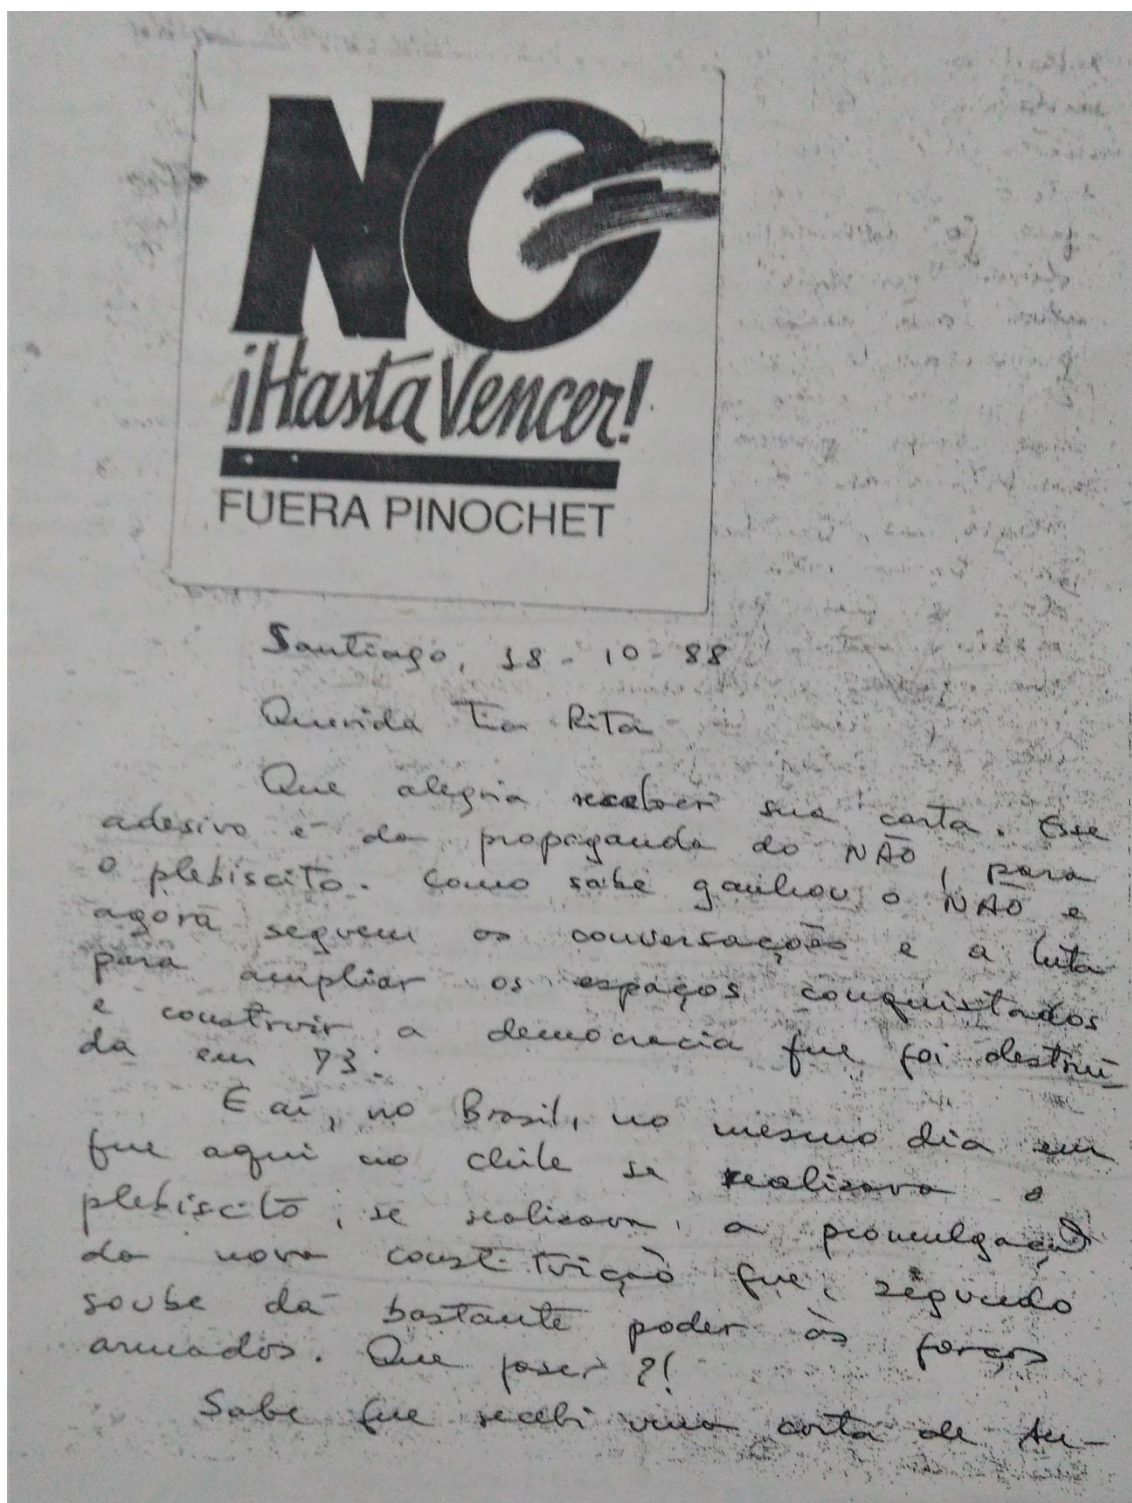 NO
¡Hasta Vencer!
FUERA PINOCHET
Santiago, 18-10-88
Querida Tia Rita
Que alegria receber sua carta. Esse
adesivo é da propaganda do NÃO, para
o plebiscito. Como sabe ganhou o NÃO e
agora seguem as conversações e a luta
para ampliar os espaços conquistados
e construir a democracia que foi destruí-
da em 73.
E aí, no Brasil, no mesmo dia em
que aqui no Chile se realizava o
plebiscito, se realizava a promulgação
da nova constituição que, segundo
soube dá bastante poder às forças
armadas. Que fazer ?!
Sabe que recebi uma carta de